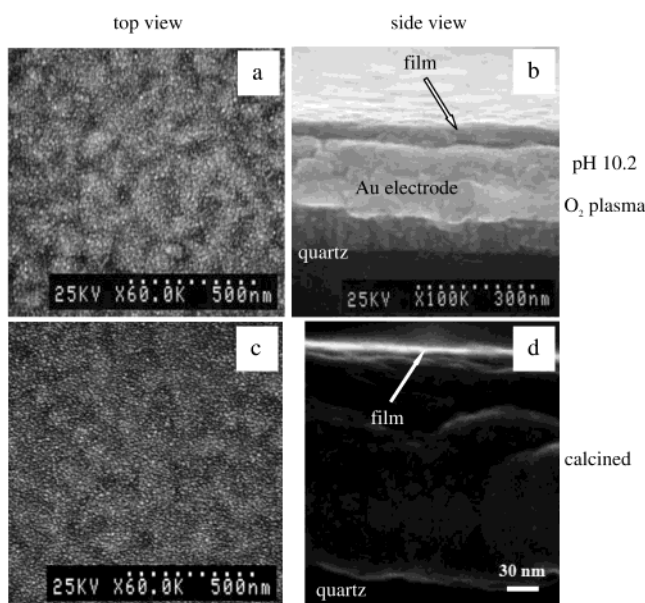 top view
side view
a
film
b
pH 10.2
Au electrode
O₂ plasma
quartz
25KV X60.0K 500nm
25KV X100K 300nm
c
d
film
calcined
30 nm
25KV X60.0K 500nm
quartz